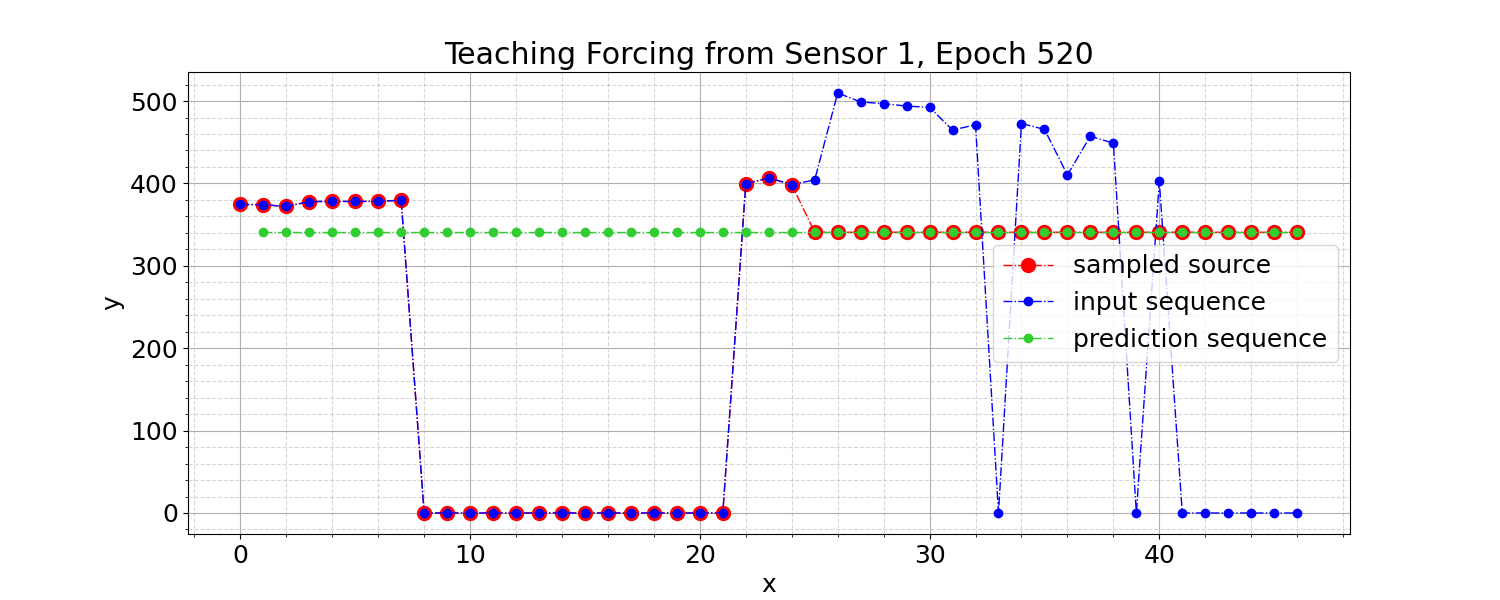 Teaching Forcing from Sensor 1, Epoch 520
500
400
300
200
100
0
y
sampled source
input sequence
prediction sequence
0 10 20 30 40
x